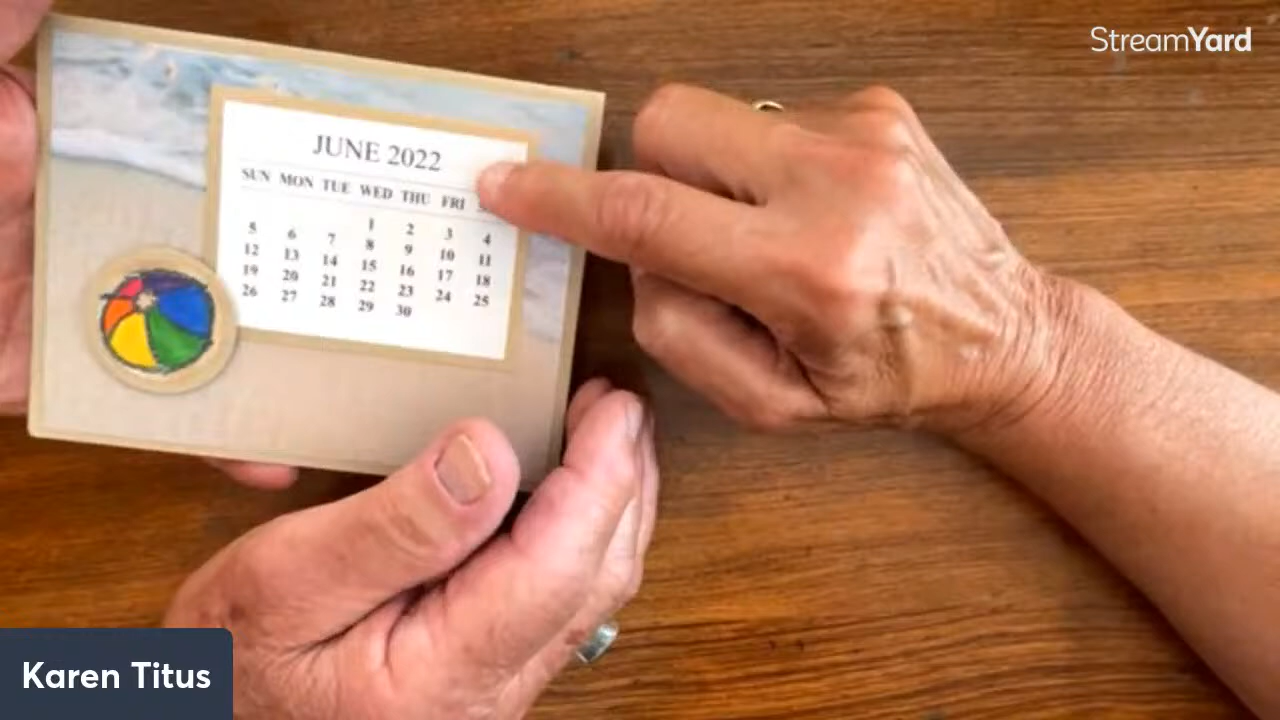 StreamYard
JUNE 2022
SUN MON TUE WED THU FRI
1 2 3 4
5 6 7 8 9 10 11
12 13 14 15 16 17 18
19 20 21 22 23 24 25
26 27 28 29 30
Karen Titus